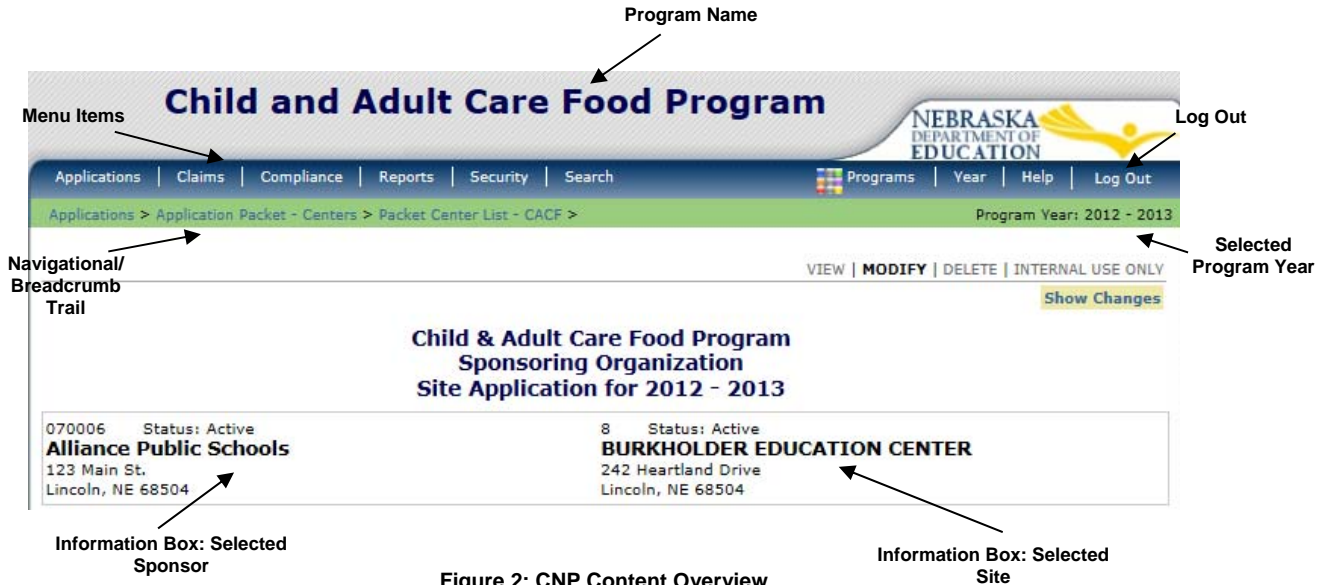 Program Name
Child and Adult Care Food Program
Menu Items
NEBRASKA
DEPARTMENT OF
EDUCATION
Log Out
Applications | Claims | Compliance | Reports | Security | Search Programs | Year | Help | Log Out
Applications > Application Packet - Centers > Packet Center List - CACF > Program Year: 2012 - 2013
Navigational/
Breadcrumb
Trail
Selected
Program Year
VIEW | MODIFY | DELETE | INTERNAL USE ONLY
Show Changes
Child & Adult Care Food Program
Sponsoring Organization
Site Application for 2012 - 2013
070006 Status: Active
Alliance Public Schools
123 Main St.
Lincoln, NE 68504
8 Status: Active
BURKHOLDER EDUCATION CENTER
242 Heartland Drive
Lincoln, NE 68504
Information Box: Selected
Sponsor
Information Box: Selected
Site
Figure 2: CNP Content Overview